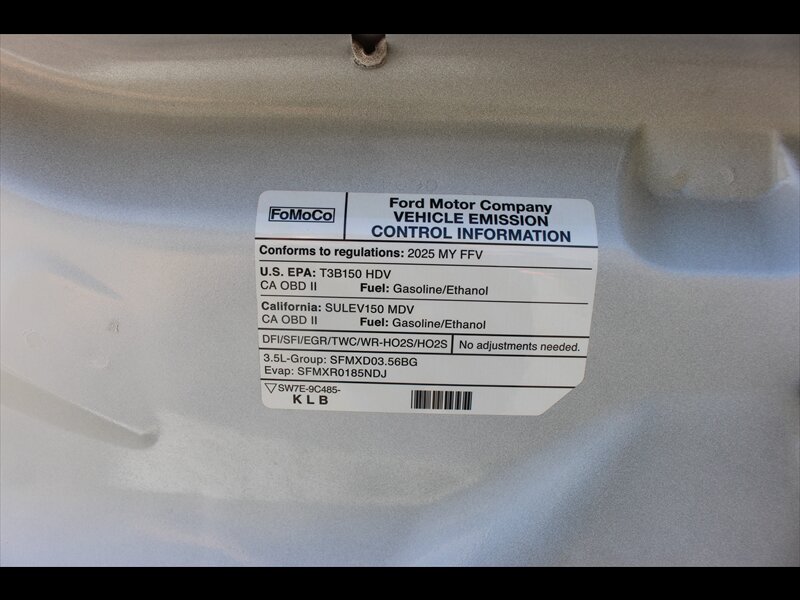 FoMoCo
Ford Motor Company
VEHICLE EMISSION
CONTROL INFORMATION
Conforms to regulations: 2025 MY FFV
U.S. EPA: T3B150 HDV
CA OBD II Fuel: Gasoline/Ethanol
California: SULEV150 MDV
CA OBD II Fuel: Gasoline/Ethanol
DFI/SFI/EGR/TWC/WR-HO2S/HO2S No adjustments needed.
3.5L-Group: SFMXD03.56BG
Evap: SFMXR0185NDJ
SW7E-9C485-
K L B